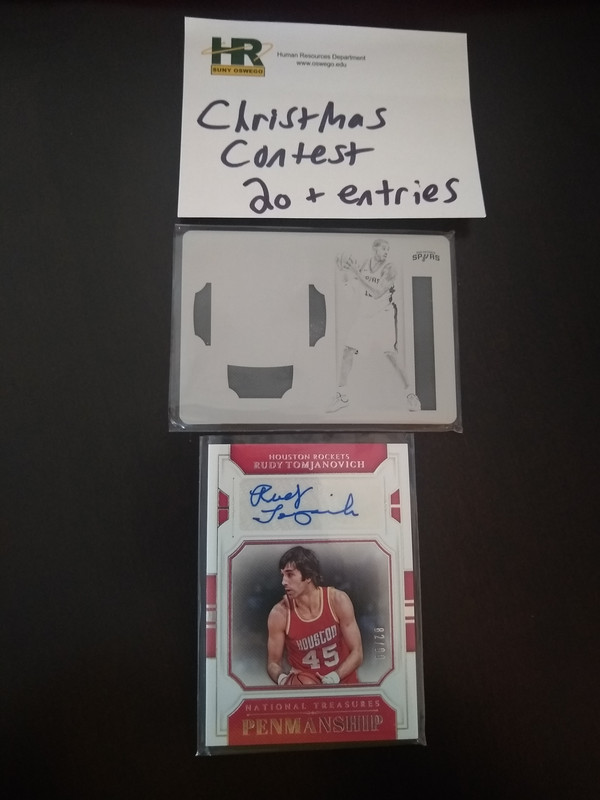 HR
SUNY OSWEGO
Human Resources Department
www.oswego.edu
Christmas
Contest
20 + entries
SPURS
HOUSTON ROCKETS
RUDY TOMJANOVICH
Rudy
HOUSTON
45
NATIONAL TREASURES
PENMANSHIP